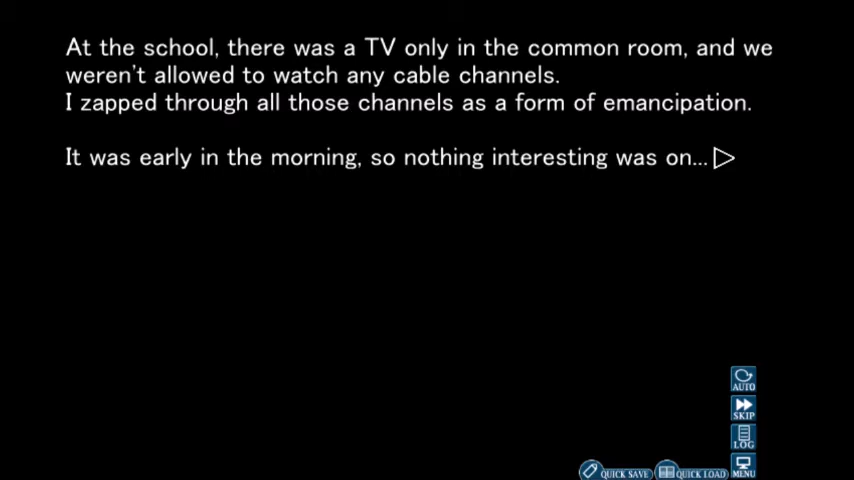 At the school, there was a TV only in the common room, and we
weren't allowed to watch any cable channels.
I zapped through all those channels as a form of emancipation.
It was early in the morning, so nothing interesting was on...
AUTO
SKIP
LOG
MENU
QUICK SAVE
QUICK LOAD